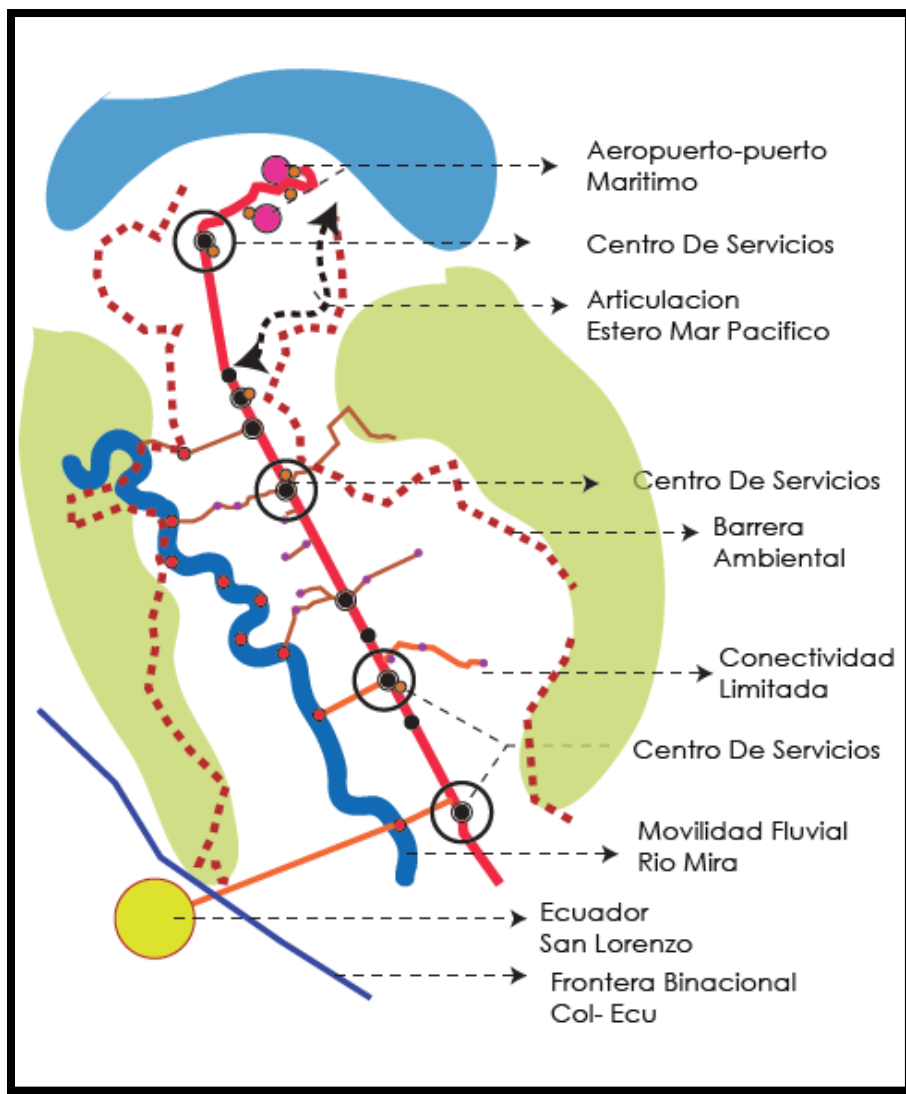 Aeropuerto-puerto
Maritimo
Centro De Servicios
Articulacion
Estero Mar Pacifico
Centro De Servicios
Barrera
Ambiental
Conectividad
Limitada
Centro De Servicios
Movilidad Fluvial
Rio Mira
Ecuador
San Lorenzo
Frontera Binacional
Col- Ecu